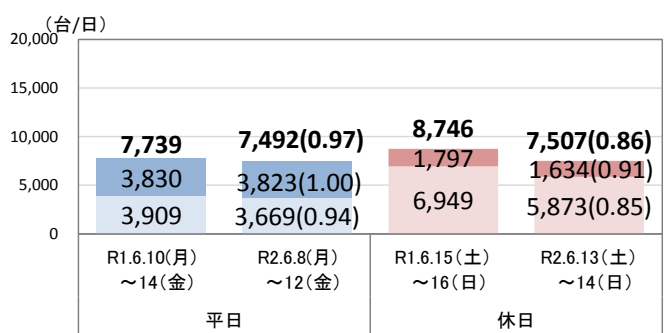 (台/日)
20,000
15,000
10,000
5,000
0
7,739
3,830
3,909
7,492(0.97)
3,823(1.00)
3,669(0.94)
8,746
1,797
6,949
7,507(0.86)
1,634(0.91)
5,873(0.85)
R1.6.10(月)
～14(金)
R2.6.8(月)
～12(金)
R1.6.15(土)
～16(日)
R2.6.13(土)
～14(日)
平日
休日